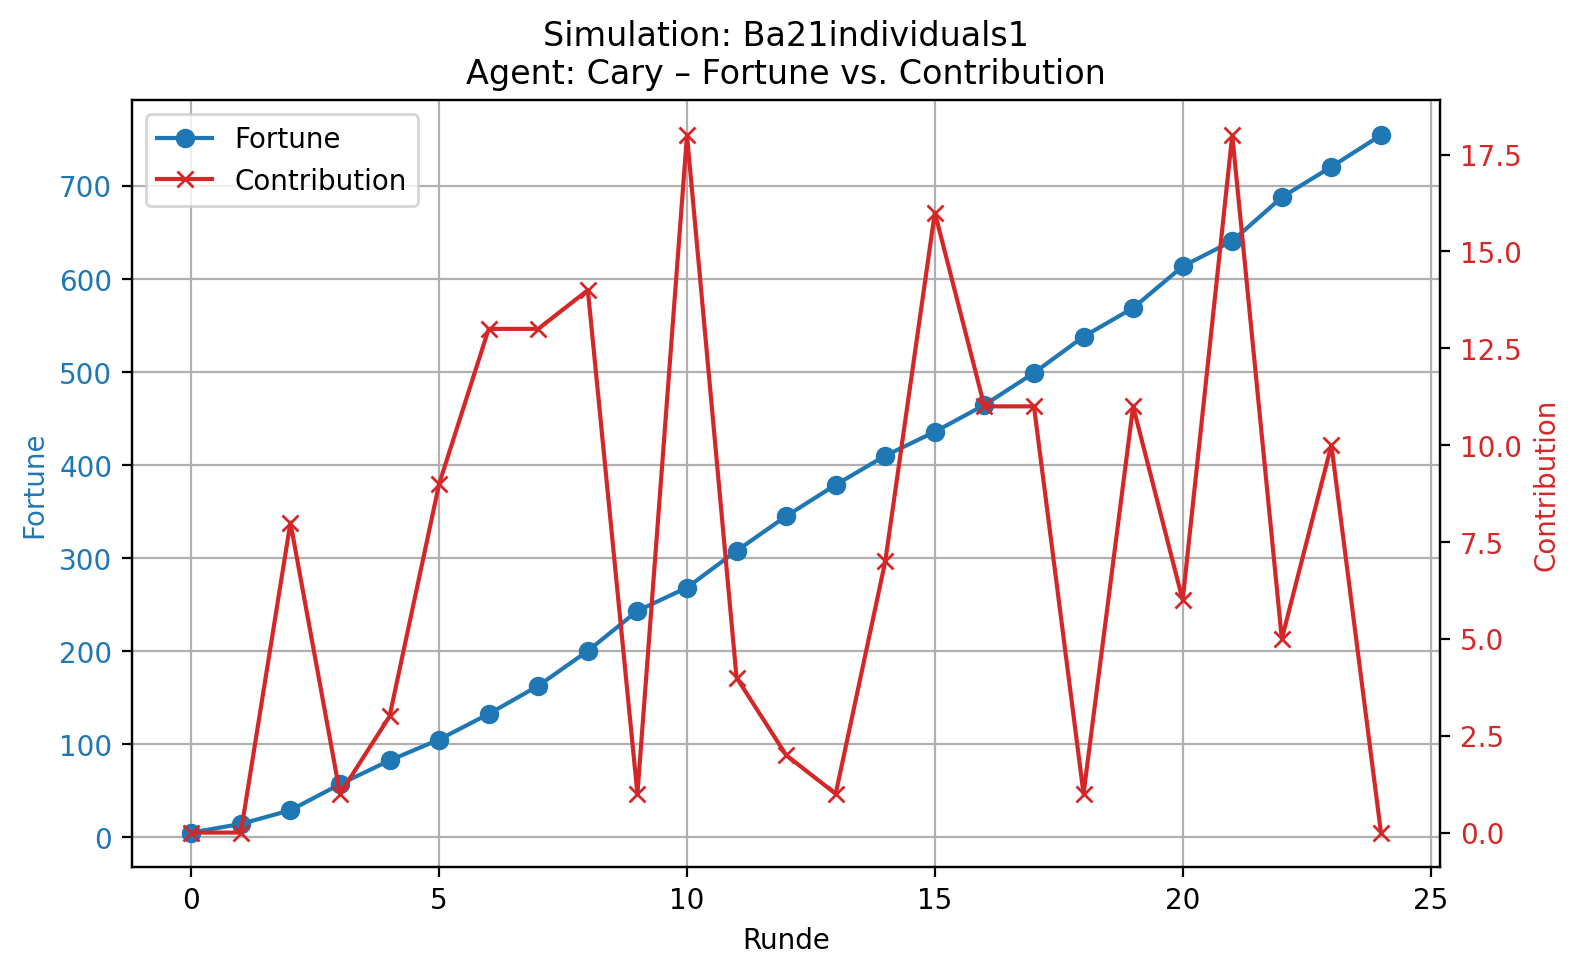 Simulation: Ba21individuals1
Agent: Cary – Fortune vs. Contribution
Fortune
Contribution
700
600
500
400
300
200
100
0
Fortune
17.5
15.0
12.5
10.0
7.5
5.0
2.5
0.0
Contribution
0 5 10 15 20 25
Runde